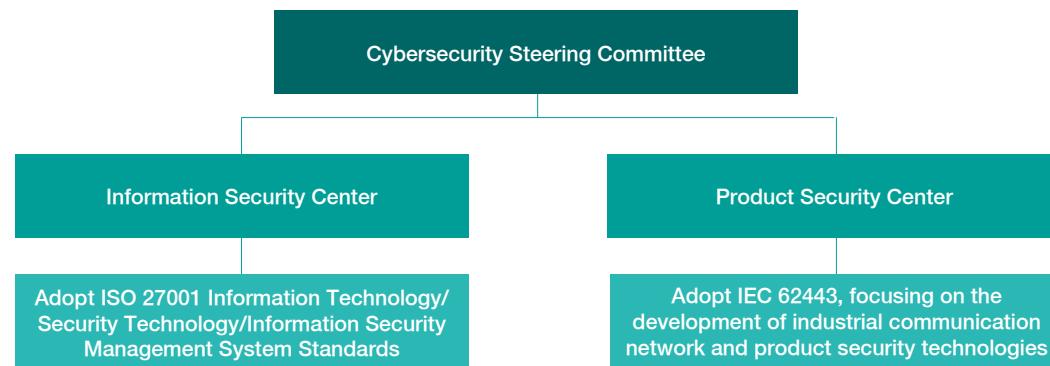 Cybersecurity Steering Committee
Information Security Center
Product Security Center
Adopt ISO 27001 Information Technology/
Security Technology/Information Security
Management System Standards
Adopt IEC 62443, focusing on the
development of industrial communication
network and product security technologies